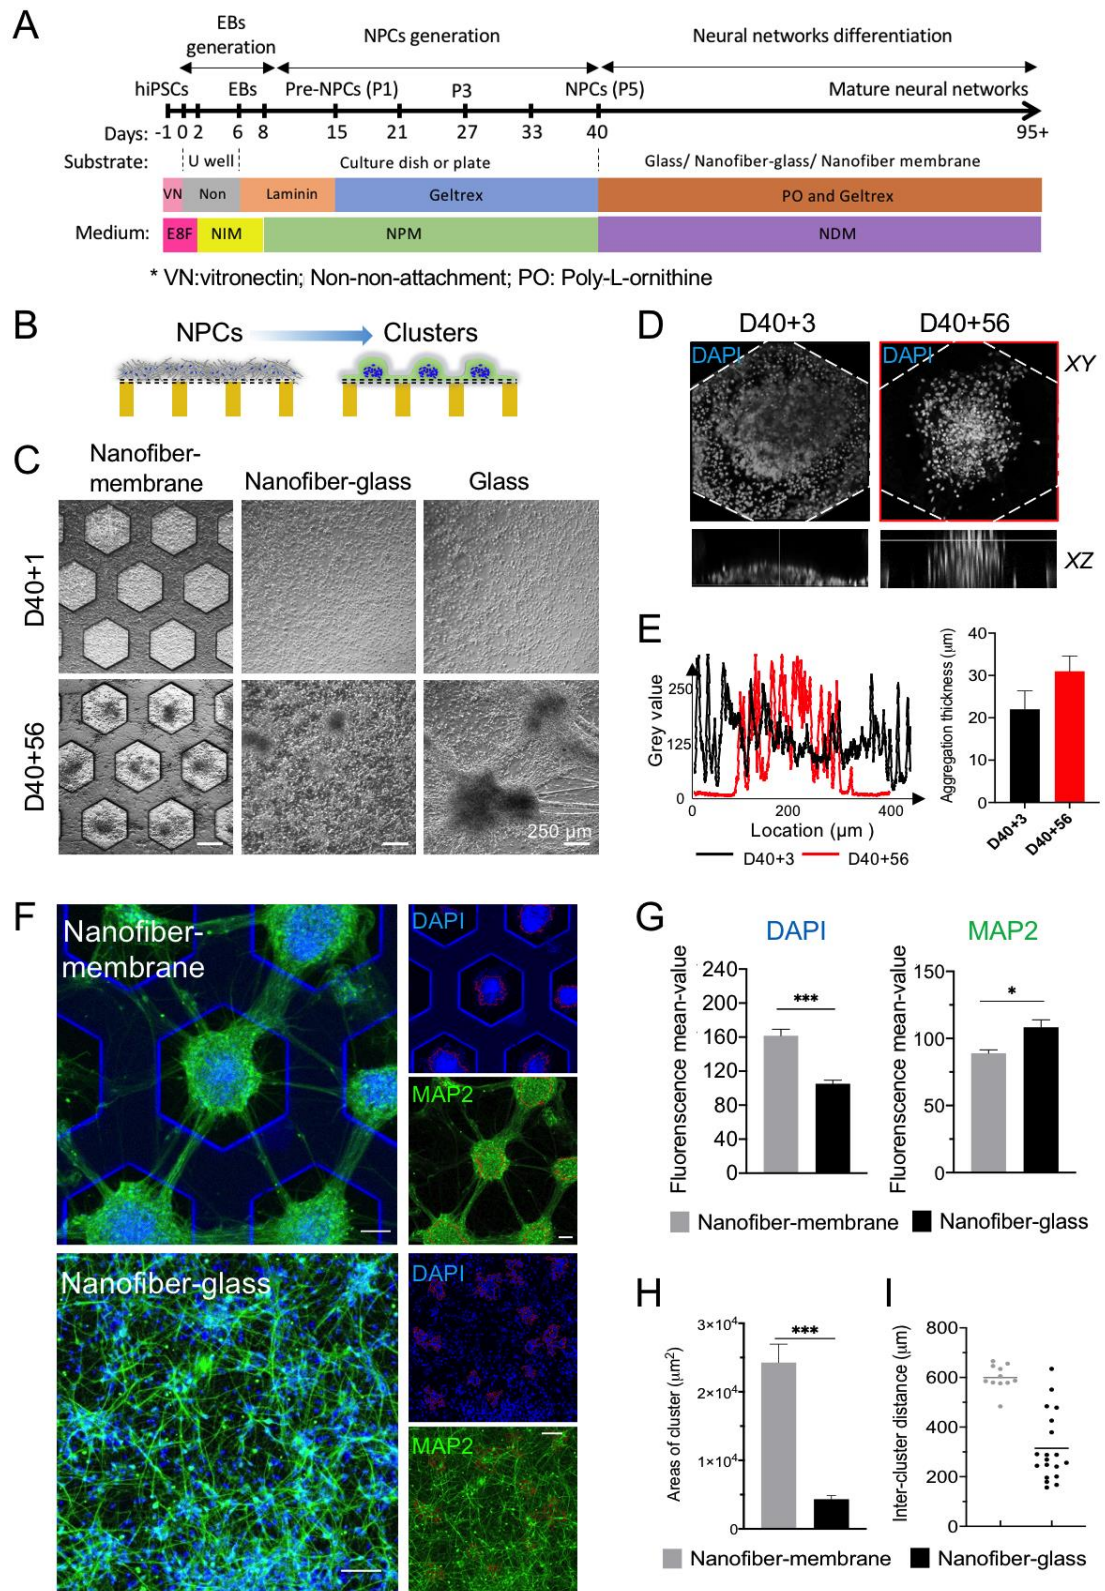 A
EBs
generation
NPCs generation
Neural networks differentiation
hiPSCs
EBs
Pre-NPCs (P1)
P3
NPCs (P5)
Mature neural networks
Days: -1 0 2 6 8 15 21 27 33 40 95+
Substrate: U well Culture dish or plate Glass/ Nanofiber-glass/ Nanofiber membrane
VN Non Laminin Geltrex PO and Geltrex
Medium: E8F NIM NPM NDM
* VN:vitronectin; Non-non-attachment; PO: Poly-L-ornithine
B
NPCs
Clusters
C
Nanofiber-
membrane
Nanofiber-glass
Glass
D40+1
D40+56
250 µm
D
D40+3
D40+56
DAPI
DAPI
XY
XZ
E
Grey value
250
125
0
0 200 400
Location (µm )
D40+3 D40+56
Aggregation thickness (µm)
40
30
20
10
0
D40+3
D40+56
F
Nanofiber-
membrane
DAPI
MAP2
Nanofiber-glass
DAPI
MAP2
G
DAPI
Fluorenscence mean-value
240
200
160
120
80
40
0
***
MAP2
Fluorenscence mean-value
150
100
50
0
*
Nanofiber-membrane Nanofiber-glass
H
Areas of cluster (µm²)
3×10⁴
2×10⁴
1×10⁴
0
***
I
Inter-cluster distance (µm)
800
600
400
200
0
Nanofiber-membrane Nanofiber-glass